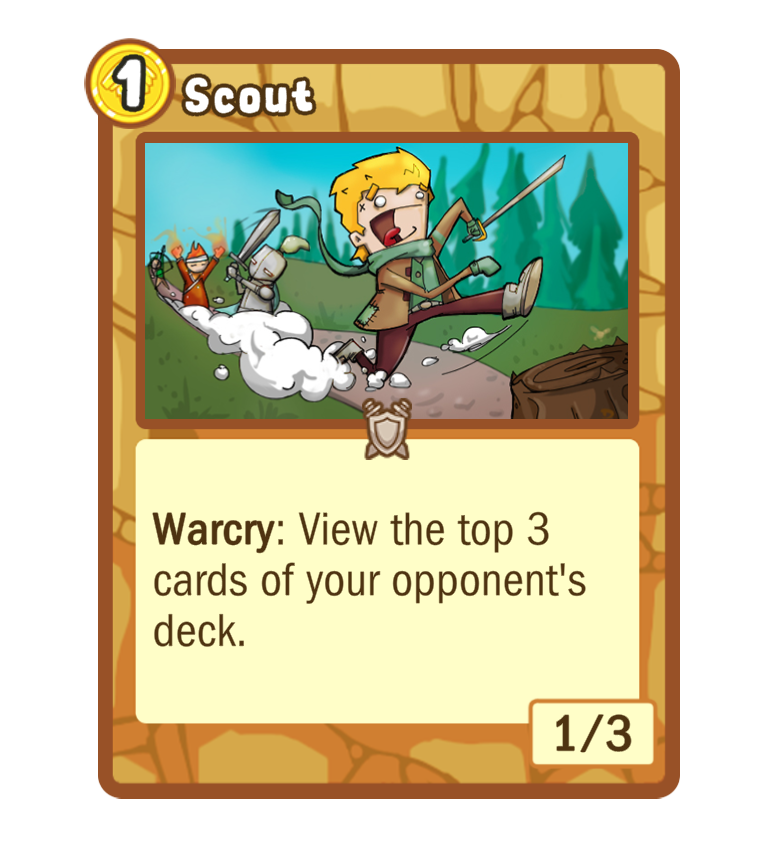 1
Scout
Warcry: View the top 3
cards of your opponent's
deck.
1/3